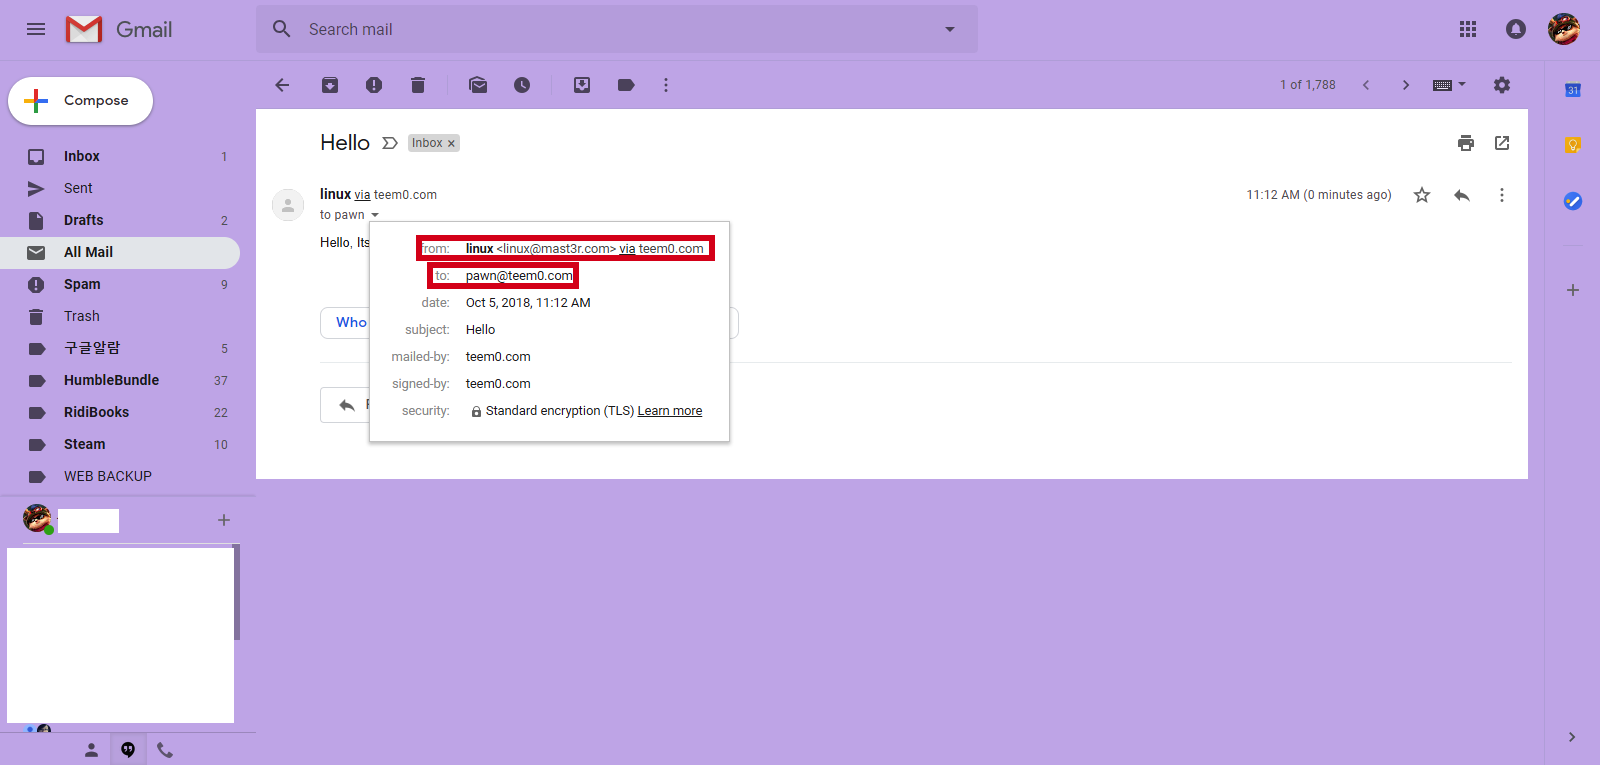 Gmail
Search mail
Compose
1 of 1,788
31
Inbox 1
Sent
Drafts 2
All Mail
Spam 9
Trash
구글알람 5
HumbleBundle 37
RidiBooks 22
Steam 10
WEB BACKUP
Hello Inbox x
linux via teem0.com
11:12 AM (0 minutes ago)
to pawn
Hello, Its
from: linux <linux@mast3r.com> via teem0.com
to: pawn@teem0.com
date: Oct 5, 2018, 11:12 AM
subject: Hello
mailed-by: teem0.com
signed-by: teem0.com
security: Standard encryption (TLS) Learn more
Who